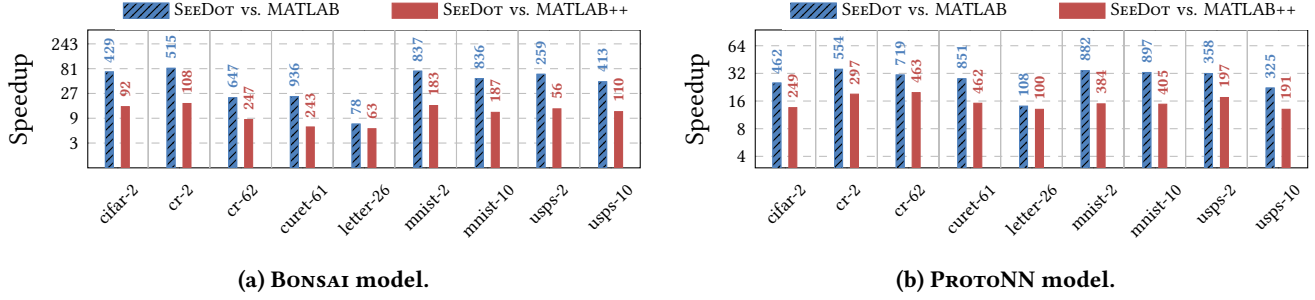 SEEDOT vs. MATLAB SEEDOT vs. MATLAB++
Speedup
243
81
27
9
3
429 92 515 108 647 247 936 243 78 63 837 183 836 187 259 56 413 110
cifar-2 cr-2 cr-62 curet-61 letter-26 mnist-2 mnist-10 usps-2 usps-10
(a) BONSAI model.
SEEDOT vs. MATLAB SEEDOT vs. MATLAB++
Speedup
64
32
16
8
4
462 249 554 297 719 463 851 462 108 100 882 384 897 405 358 197 325 191
cifar-2 cr-2 cr-62 curet-61 letter-26 mnist-2 mnist-10 usps-2 usps-10
(b) PROTONN model.